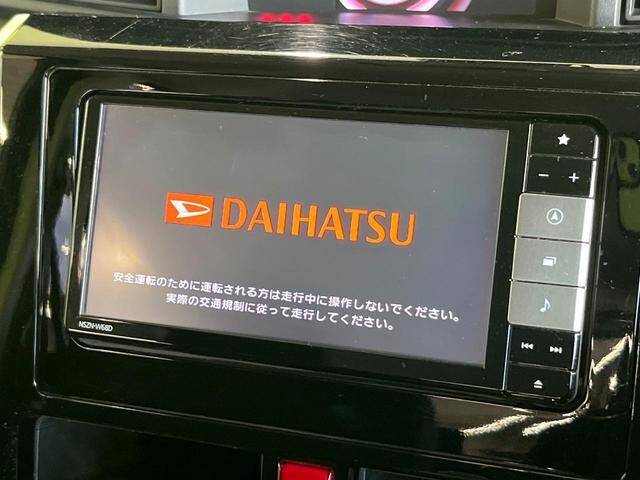 DAIHATSU
安全運転のために運転される方は走行中に操作しないでください。
実際の交通規制に従って走行してください。
NSZN-W68D